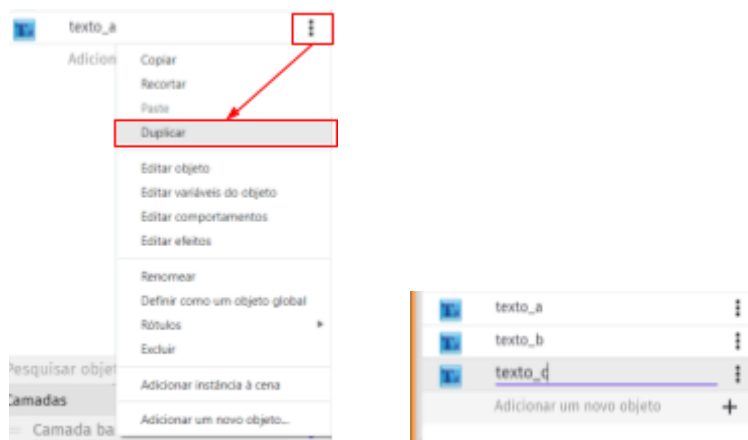 texto_a
Adicion
Copiar
Recortar
Paste
Duplicar
Editar objeto
Editar variáveis do objeto
Editar comportamentos
Editar efeitos
Renomear
Definir como um objeto global
Rótulos
Excluir
Adicionar instância à cena
Adicionar um novo objeto...
Pesquisar objet
Camadas
Camada ba
texto_a
texto_b
texto_c
Adicionar um novo objeto